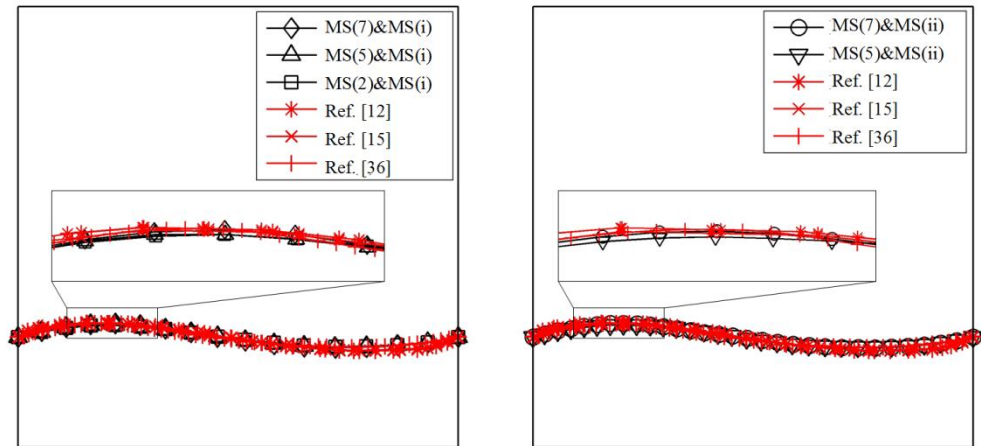 MS(7)&MS(i)
MS(5)&MS(i)
MS(2)&MS(i)
Ref. [12]
Ref. [15]
Ref. [36]
MS(7)&MS(ii)
MS(5)&MS(ii)
Ref. [12]
Ref. [15]
Ref. [36]